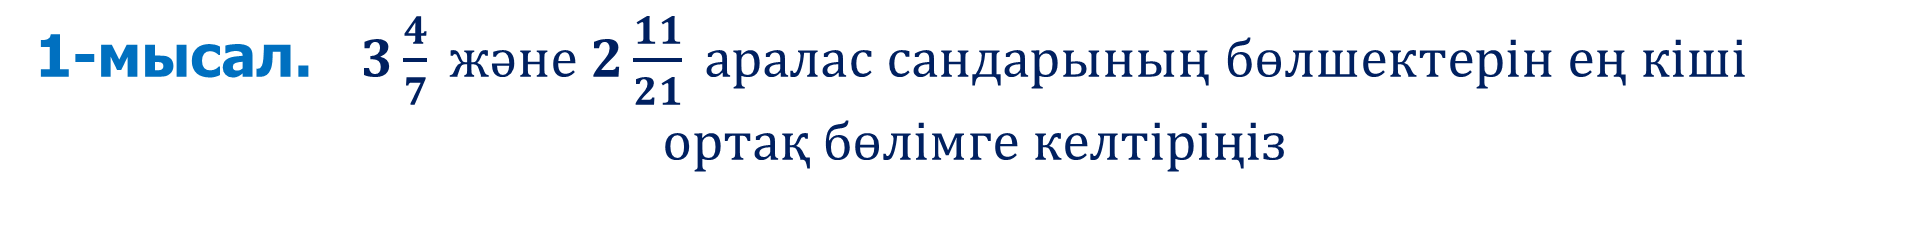 1-мысал. 3 4/7 және 2 11/21 аралас сандарының бөлшектерін ең кіші
ортақ бөлімге келтіріңіз